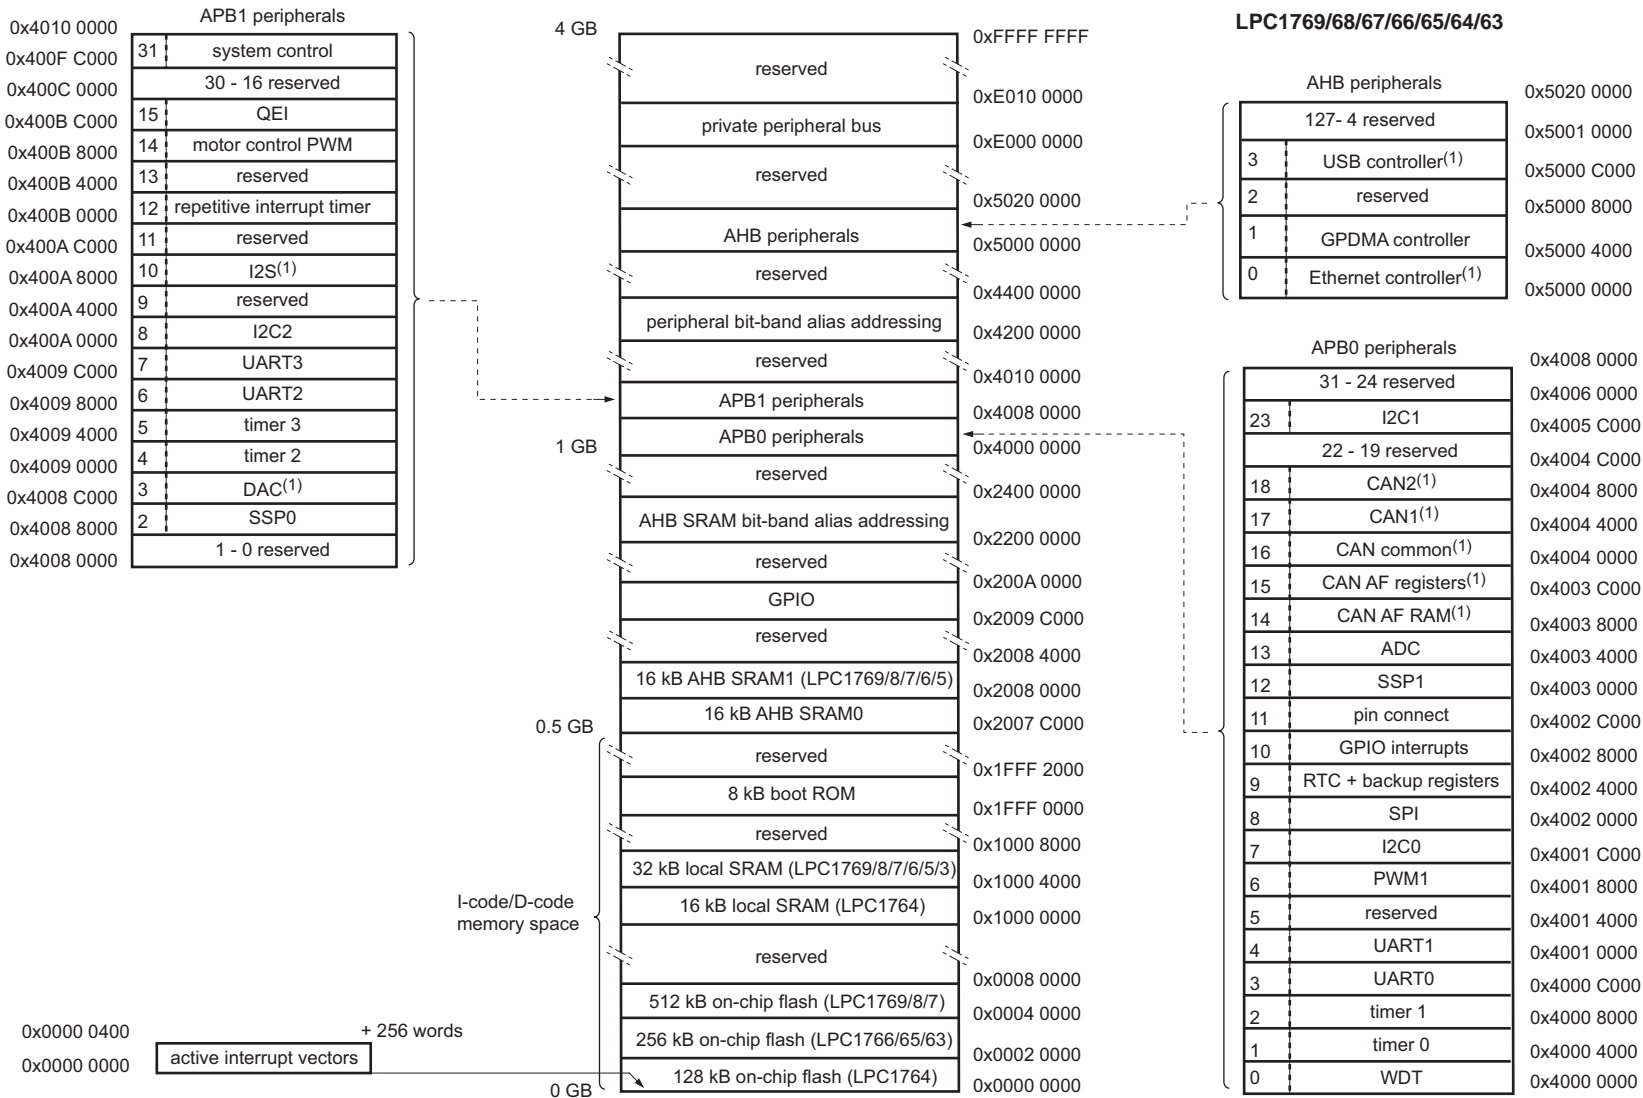 LPC1769/68/67/66/65/64/63
APB1 peripherals
0x4010 0000
31 system control
0x400F C000
30 - 16 reserved
0x400C 0000
15 QEI
0x400B C000
14 motor control PWM
0x400B 8000
13 reserved
0x400B 4000
12 repetitive interrupt timer
0x400B 0000
11 reserved
0x400A C000
10 I2S(1)
0x400A 8000
9 reserved
0x400A 4000
8 I2C2
0x400A 0000
7 UART3
0x4009 C000
6 UART2
0x4009 8000
5 timer 3
0x4009 4000
4 timer 2
0x4009 0000
3 DAC(1)
0x4008 C000
2 SSP0
0x4008 8000
1 - 0 reserved
0x4008 0000
0x0000 0400
+ 256 words
active interrupt vectors
0x0000 0000
4 GB
0xFFFF FFFF
reserved
0xE010 0000
private peripheral bus
0xE000 0000
reserved
0x5020 0000
AHB peripherals
0x5000 0000
reserved
0x4400 0000
peripheral bit-band alias addressing
0x4200 0000
reserved
0x4010 0000
APB1 peripherals
0x4008 0000
APB0 peripherals
1 GB
0x4000 0000
reserved
0x2400 0000
AHB SRAM bit-band alias addressing
0x2200 0000
reserved
0x200A 0000
GPIO
0x2009 C000
reserved
0x2008 4000
16 kB AHB SRAM1 (LPC1769/8/7/6/5)
0x2008 0000
16 kB AHB SRAM0
0x2007 C000
0.5 GB
reserved
0x1FFF 2000
8 kB boot ROM
0x1FFF 0000
reserved
0x1000 8000
32 kB local SRAM (LPC1769/8/7/6/5/3)
0x1000 4000
16 kB local SRAM (LPC1764)
0x1000 0000
I-code/D-code
memory space
reserved
0x0008 0000
512 kB on-chip flash (LPC1769/8/7)
0x0004 0000
256 kB on-chip flash (LPC1766/65/63)
0x0002 0000
128 kB on-chip flash (LPC1764)
0x0000 0000
0 GB
AHB peripherals
0x5020 0000
127- 4 reserved
0x5001 0000
3 USB controller(1)
0x5000 C000
2 reserved
0x5000 8000
1 GPDMA controller
0x5000 4000
0 Ethernet controller(1)
0x5000 0000
APB0 peripherals
0x4008 0000
31 - 24 reserved
0x4006 0000
23 I2C1
0x4005 C000
22 - 19 reserved
0x4004 C000
18 CAN2(1)
0x4004 8000
17 CAN1(1)
0x4004 4000
16 CAN common(1)
0x4004 0000
15 CAN AF registers(1)
0x4003 C000
14 CAN AF RAM(1)
0x4003 8000
13 ADC
0x4003 4000
12 SSP1
0x4003 0000
11 pin connect
0x4002 C000
10 GPIO interrupts
0x4002 8000
9 RTC + backup registers
0x4002 4000
8 SPI
0x4002 0000
7 I2C0
0x4001 C000
6 PWM1
0x4001 8000
5 reserved
0x4001 4000
4 UART1
0x4001 0000
3 UART0
0x4000 C000
2 timer 1
0x4000 8000
1 timer 0
0x4000 4000
0 WDT
0x4000 0000